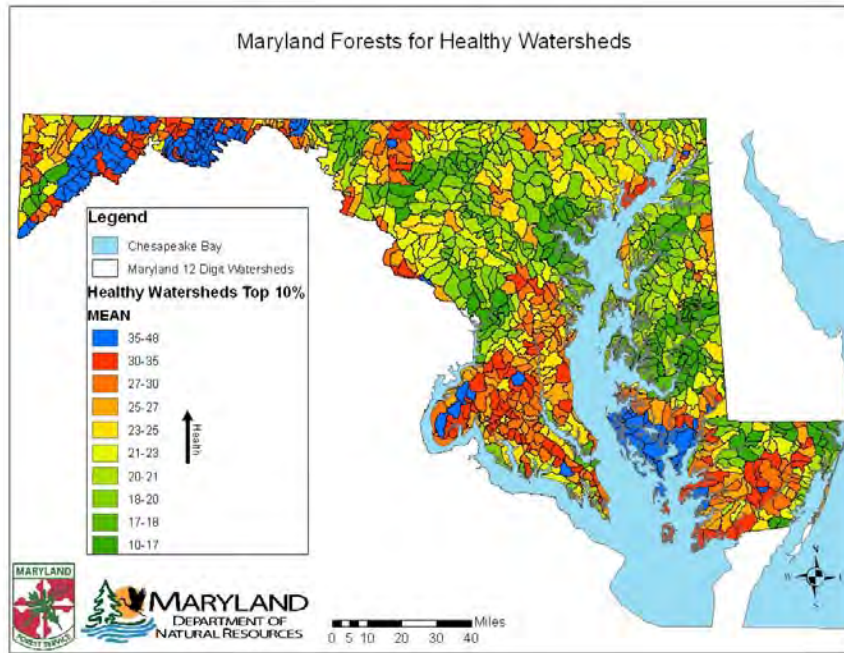 Maryland Forests for Healthy Watersheds
Legend
Chesapeake Bay
Maryland 12 Digit Watersheds
Healthy Watersheds Top 10%
MEAN
35-48
30-35
27-30
25-27
23-25
21-23
20-21
18-20
17-18
10-17
Health
MARYLAND
FOREST SERVICE
MARYLAND
DEPARTMENT OF
NATURAL RESOURCES
Miles
0 5 10 20 30 40
N
W E
S